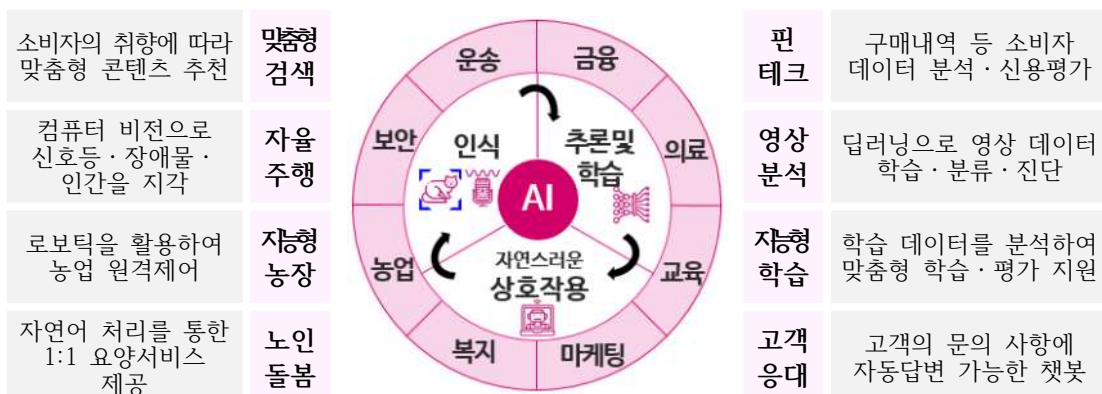 소비자의 취향에 따라
맞춤형 콘텐츠 추천
맞춤형
검색
컴퓨터 비전으로
신호등·장애물·
인간을 지각
자율
주행
로보틱을 활용하여
농업 원격제어
지능형
농장
자연어 처리를 통한
1:1 요양서비스
제공
노인
돌봄
운송
금융
보안
의료
인식
추론및
학습
AI
농업
교육
자연스러운
상호작용
복지
마케팅
핀
테크
구매내역 등 소비자
데이터 분석·신용평가
영상
분석
딥러닝으로 영상 데이터
학습·분류·진단
지능형
학습
학습 데이터를 분석하여
맞춤형 학습·평가 지원
고객
응대
고객의 문의 사항에
자동답변 가능한 챗봇